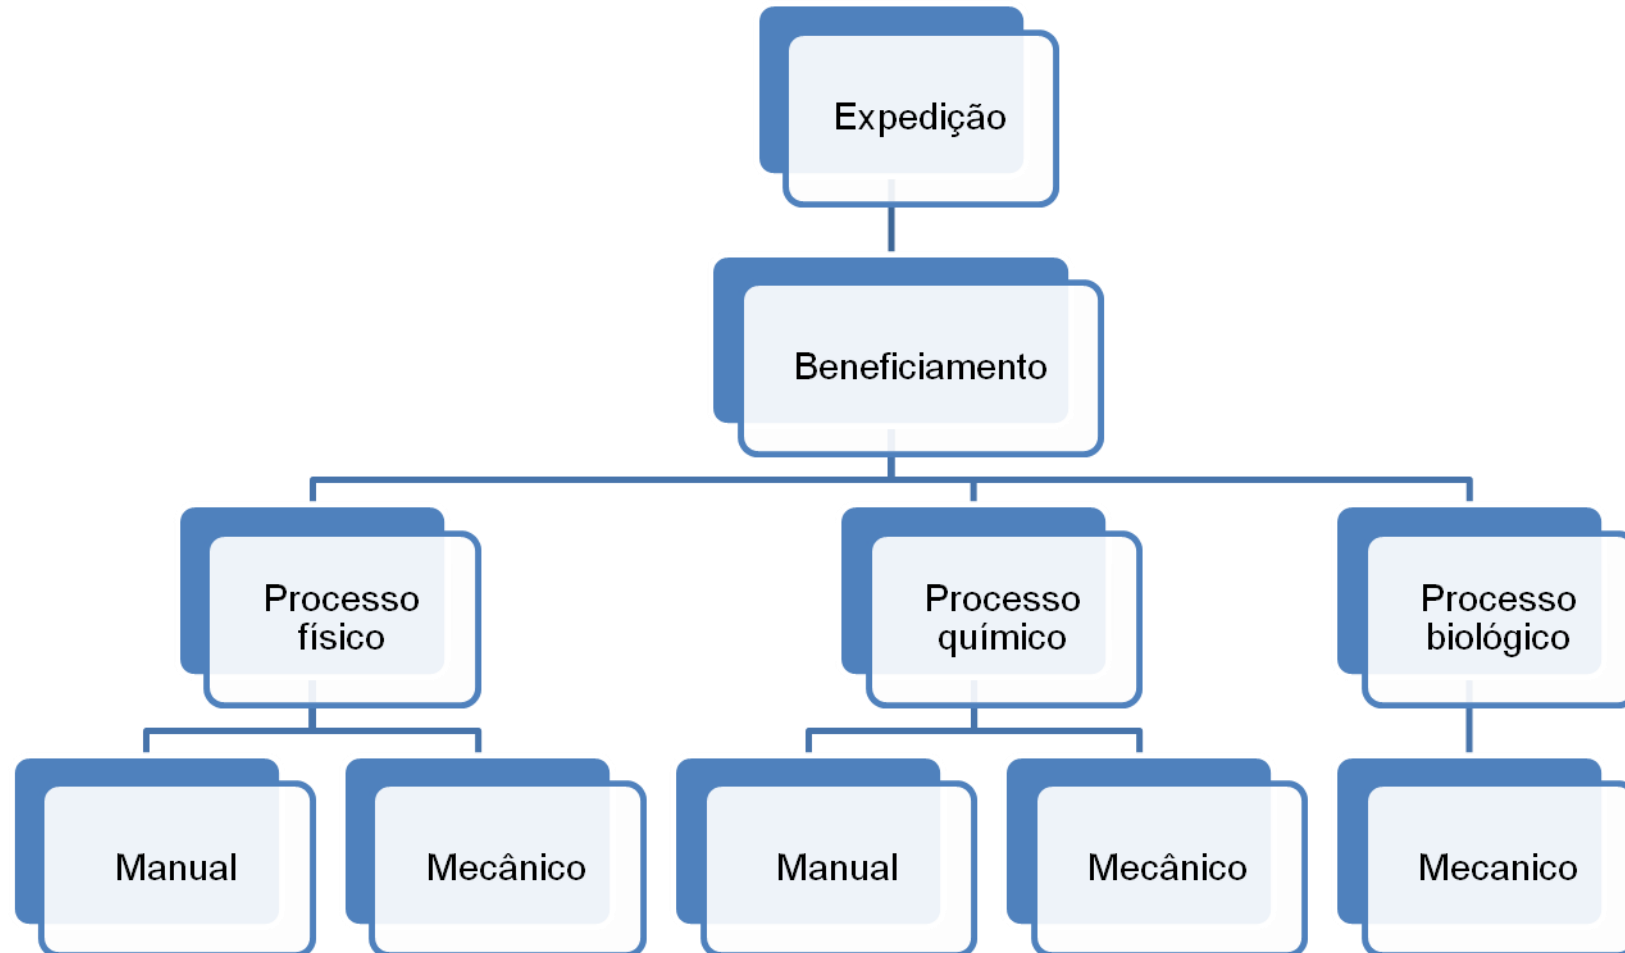 Expedição
Beneficiamento
Processo
físico
Processo
químico
Processo
biológico
Manual
Mecânico
Manual
Mecânico
Mecanico